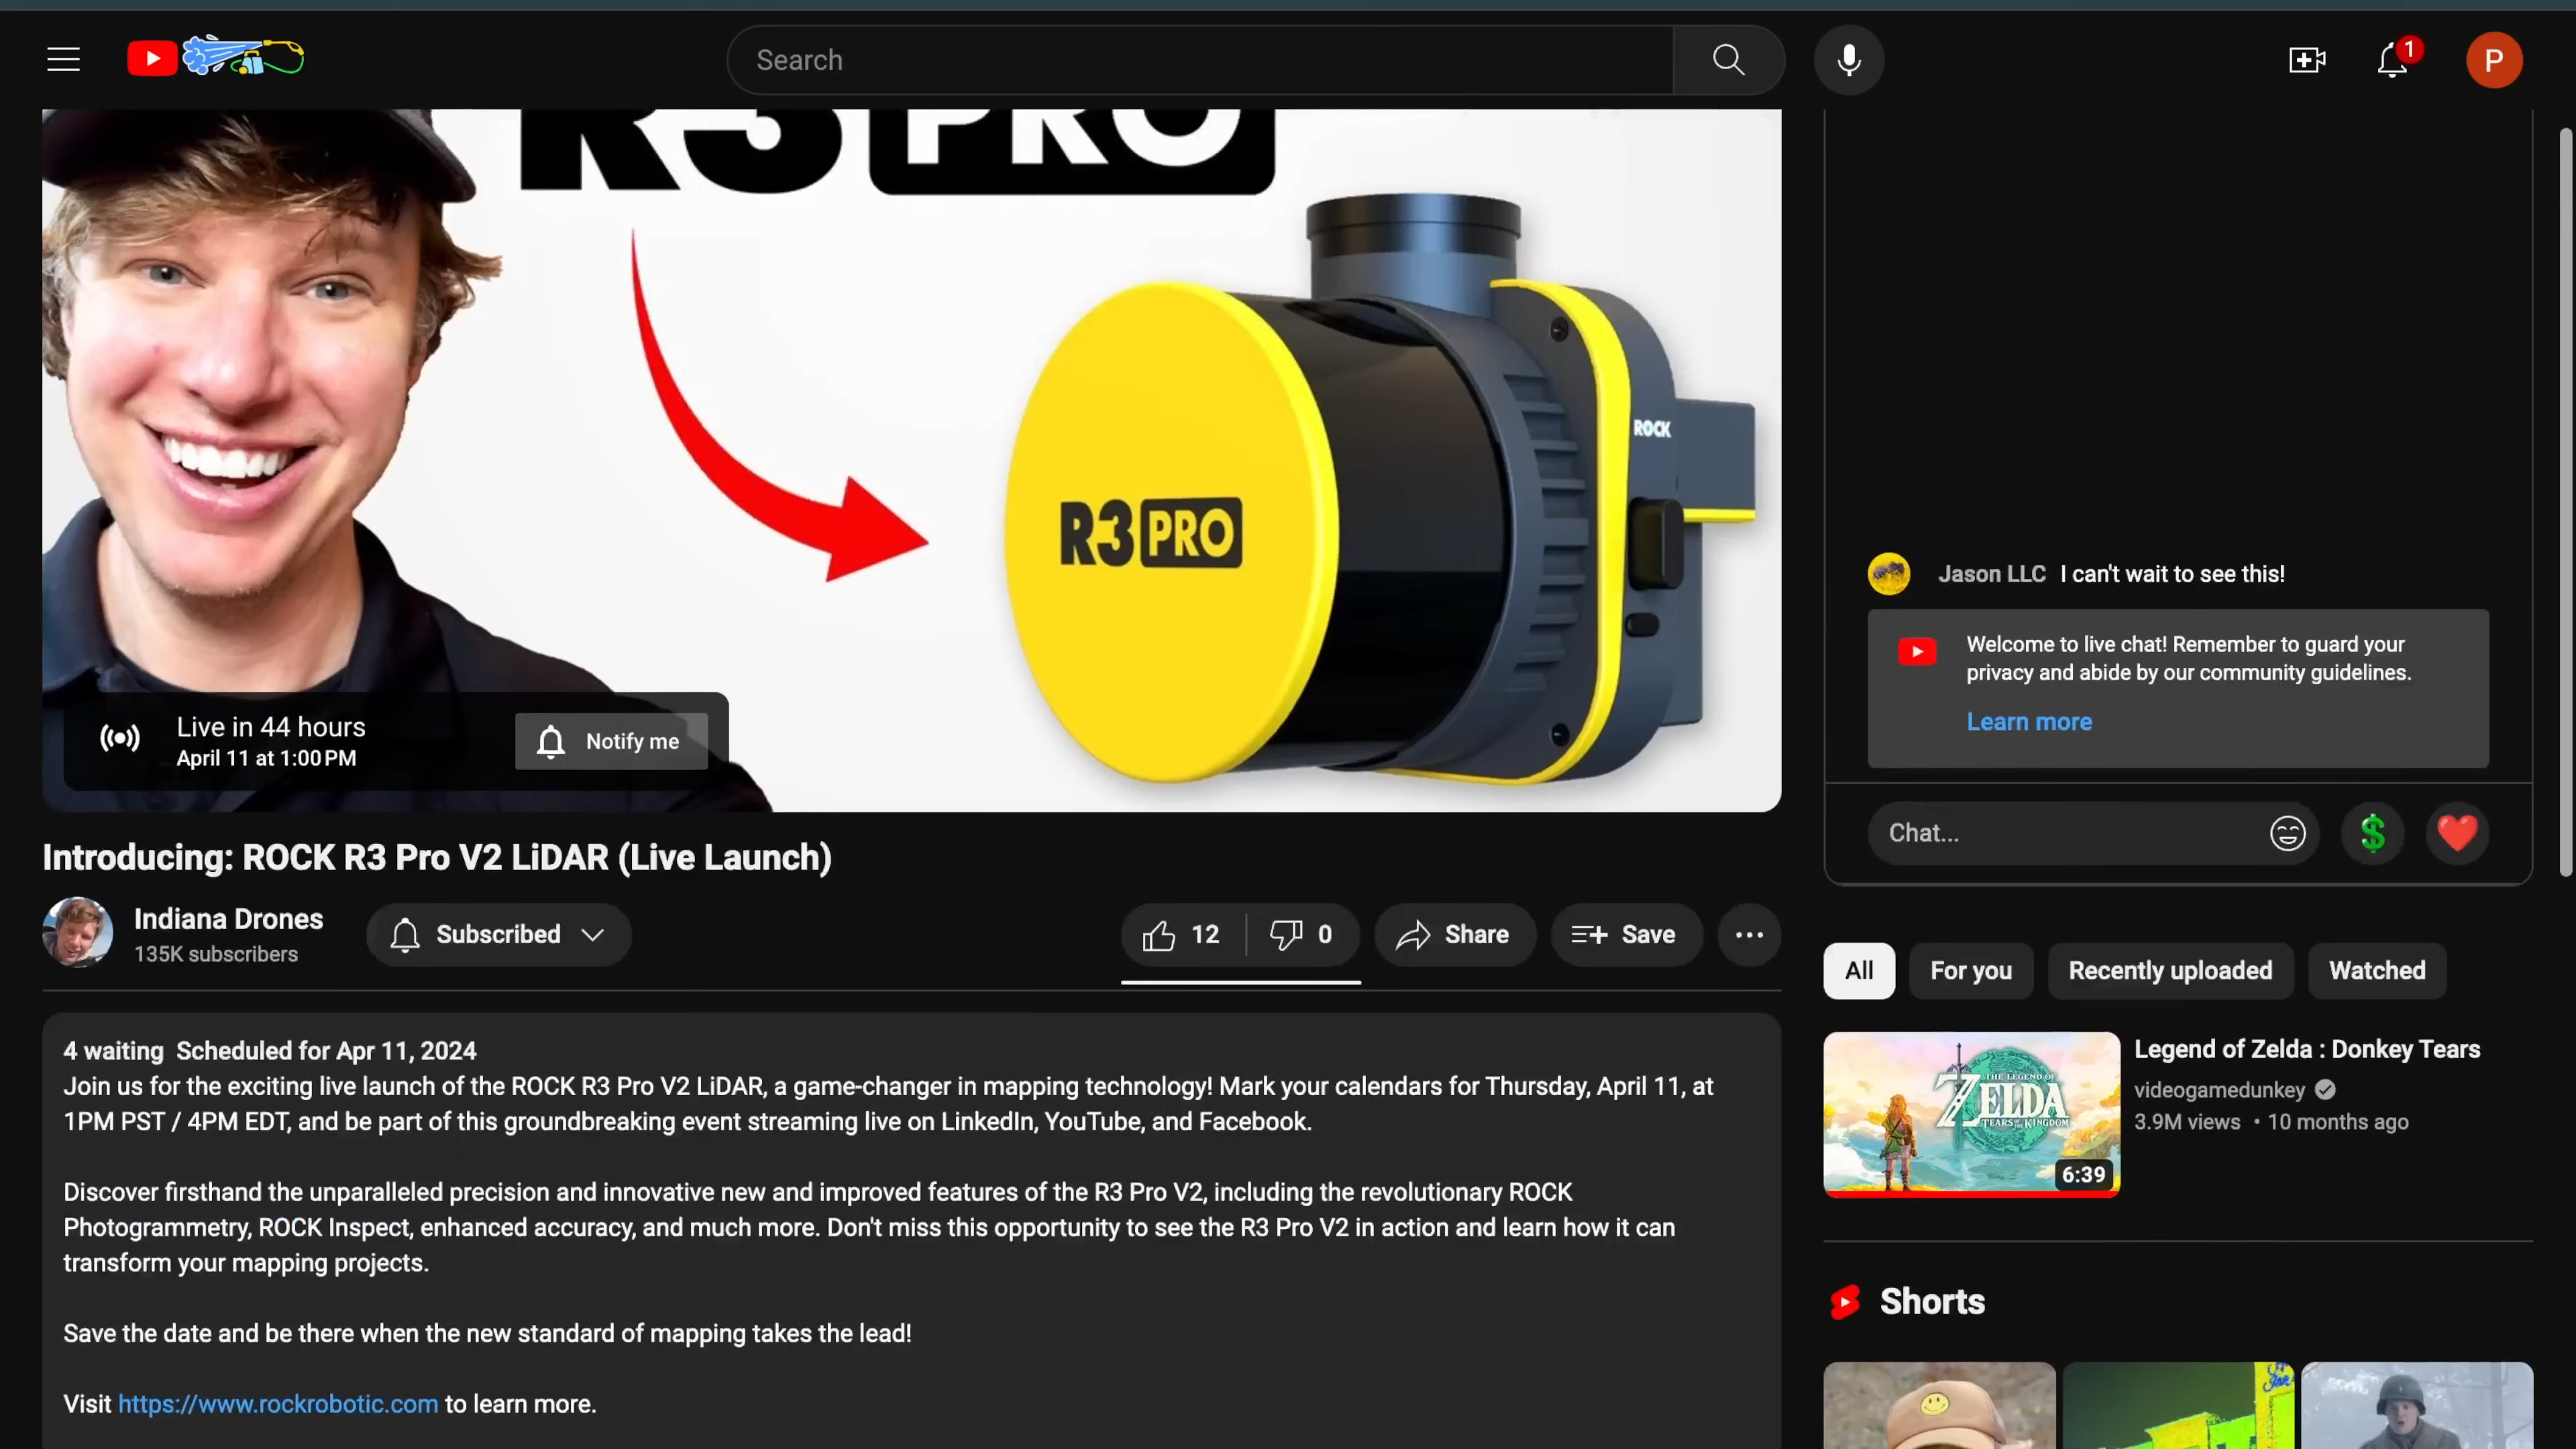 Search
1
P
R3 PRO
ROCK
R3 PRO
Live in 44 hours
April 11 at 1:00 PM
Notify me
Jason LLC I can't wait to see this!
Welcome to live chat! Remember to guard your
privacy and abide by our community guidelines.
Learn more
Chat...
Introducing: ROCK R3 Pro V2 LiDAR (Live Launch)
Indiana Drones
135K subscribers
Subscribed
12
0
Share
Save
All
For you
Recently uploaded
Watched
4 waiting Scheduled for Apr 11, 2024
Join us for the exciting live launch of the ROCK R3 Pro V2 LiDAR, a game-changer in mapping technology! Mark your calendars for Thursday, April 11, at
1PM PST / 4PM EDT, and be part of this groundbreaking event streaming live on LinkedIn, YouTube, and Facebook.
Discover firsthand the unparalleled precision and innovative new and improved features of the R3 Pro V2, including the revolutionary ROCK
Photogrammetry, ROCK Inspect, enhanced accuracy, and much more. Don't miss this opportunity to see the R3 Pro V2 in action and learn how it can
transform your mapping projects.
Save the date and be there when the new standard of mapping takes the lead!
Visit https://www.rockrobotic.com to learn more.
THE LEGEND OF
ZELDA
TEARS OF THE KINGDOM
6:39
Legend of Zelda : Donkey Tears
videogamedunkey
3.9M views • 10 months ago
Shorts